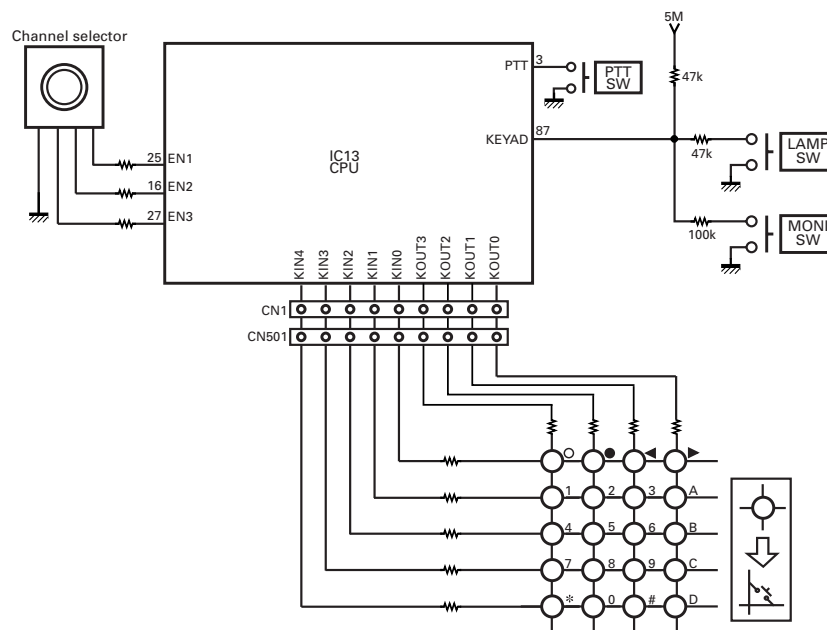 Channel selector
5M
PTT
3
PTT
SW
47k
KEYAD
87
47k
LAMP
SW
IC13
CPU
25
EN1
16
EN2
27
EN3
100k
MONI
SW
KIN4
KIN3
KIN2
KIN1
KIN0
KOUT3
KOUT2
KOUT1
KOUT0
CN1
CN501
1 2 3 A
4 5 6 B
7 8 9 C
* 0 # D